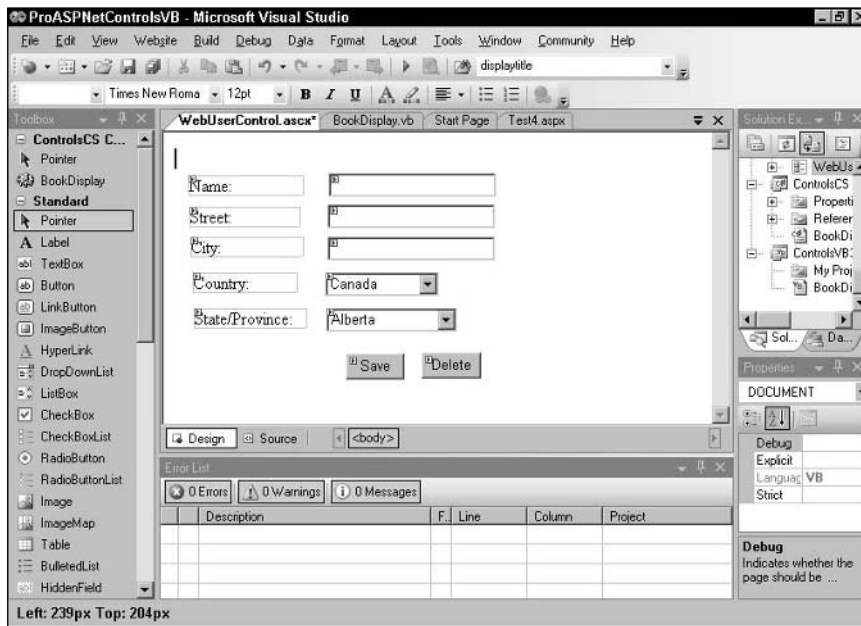 ProASPNetControlsVB - Microsoft Visual Studio
File Edit View Website Build Debug Data Format Layout Tools Window Community Help
displaytitle
Times New Roma 12pt B I U
Toolbox
ControlsCS C...
Pointer
BookDisplay
Standard
Pointer
Label
TextBox
Button
LinkButton
ImageButton
HyperLink
DropDownList
ListBox
CheckBox
CheckBoxList
RadioButton
RadioButtonList
Image
ImageMap
Table
BulletedList
HiddenField
WebUserControl.ascx* BookDisplay.vb Start Page Test4.aspx
Name:
Street:
City:
Country: Canada
State/Province: Alberta
Save Delete
Design Source <body>
Error List
0 Errors 0 Warnings 0 Messages
Description F.. Line Column Project
Solution Ex...
WebUs
ControlsCS
Properti
Referer
BookDi
ControlsVB
My Proj
BookDi
Sol... Da...
Properties
DOCUMENT
Debug
Explicit
Languag VB
Strict
Debug
Indicates whether the
page should be ...
Left: 239px Top: 204px